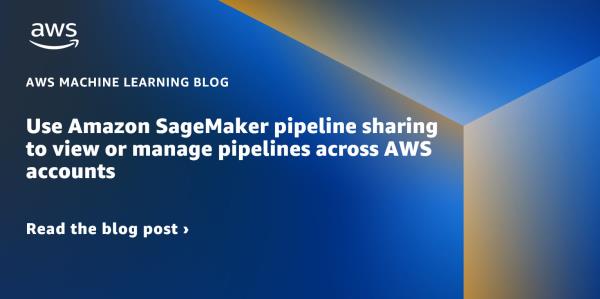 aws
AWS MACHINE LEARNING BLOG
Use Amazon SageMaker pipeline sharing
to view or manage pipelines across AWS
accounts
Read the blog post ›